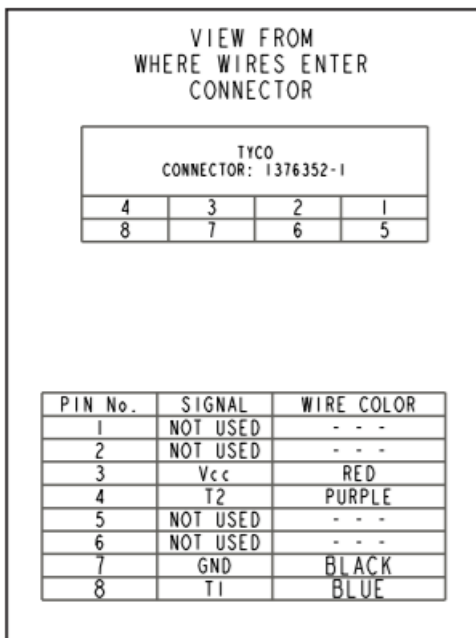 VIEW FROM
WHERE WIRES ENTER
CONNECTOR
TYCO
CONNECTOR: 1376352-1
4 3 2 1
8 7 6 5
PIN No. SIGNAL WIRE COLOR
1 NOT USED - - -
2 NOT USED - - -
3 Vcc RED
4 T2 PURPLE
5 NOT USED - - -
6 NOT USED - - -
7 GND BLACK
8 T1 BLUE